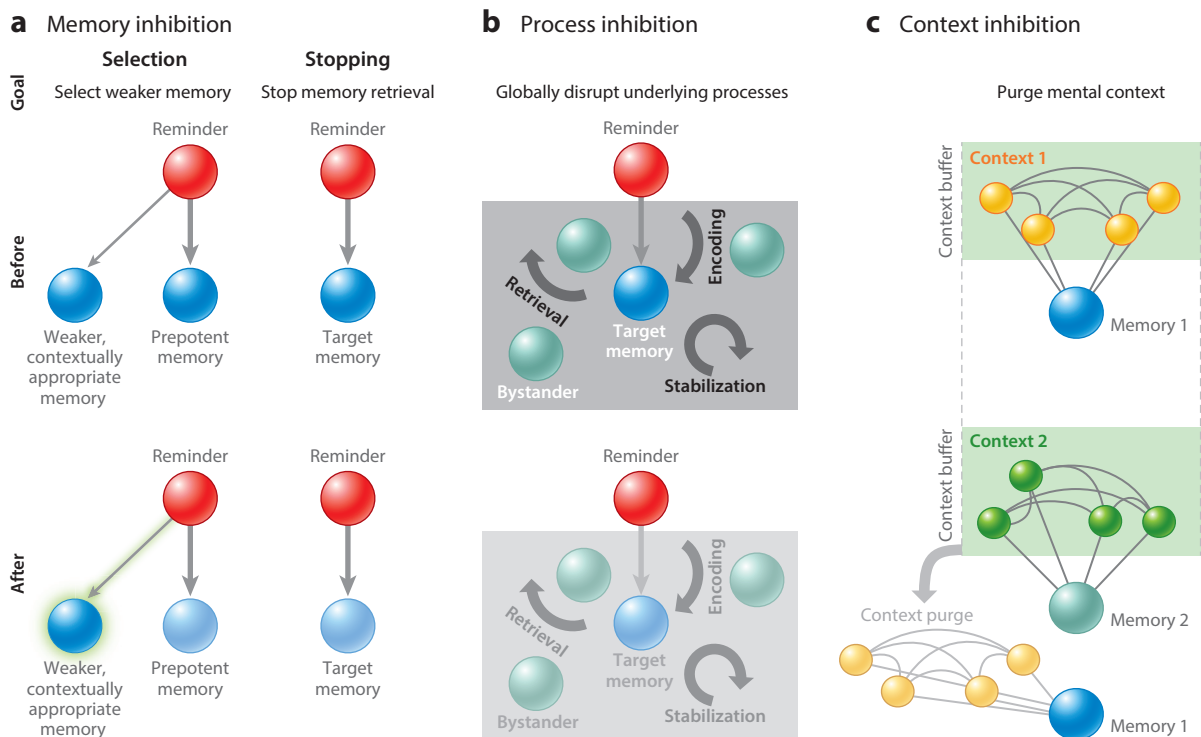 a Memory inhibition
Selection
Stopping
Goal
Select weaker memory
Stop memory retrieval
Before
Reminder
Reminder
Weaker,
contextually
appropriate
memory
Prepotent
memory
Target
memory
After
Reminder
Reminder
Weaker,
contextually
appropriate
memory
Prepotent
memory
Target
memory
b Process inhibition
Globally disrupt underlying processes
Reminder
Encoding
Retrieval
Target
memory
Stabilization
Bystander
Reminder
Encoding
Retrieval
Target
memory
Stabilization
Bystander
c Context inhibition
Purge mental context
Context buffer
Context 1
Memory 1
Context buffer
Context 2
Memory 2
Context purge
Memory 1